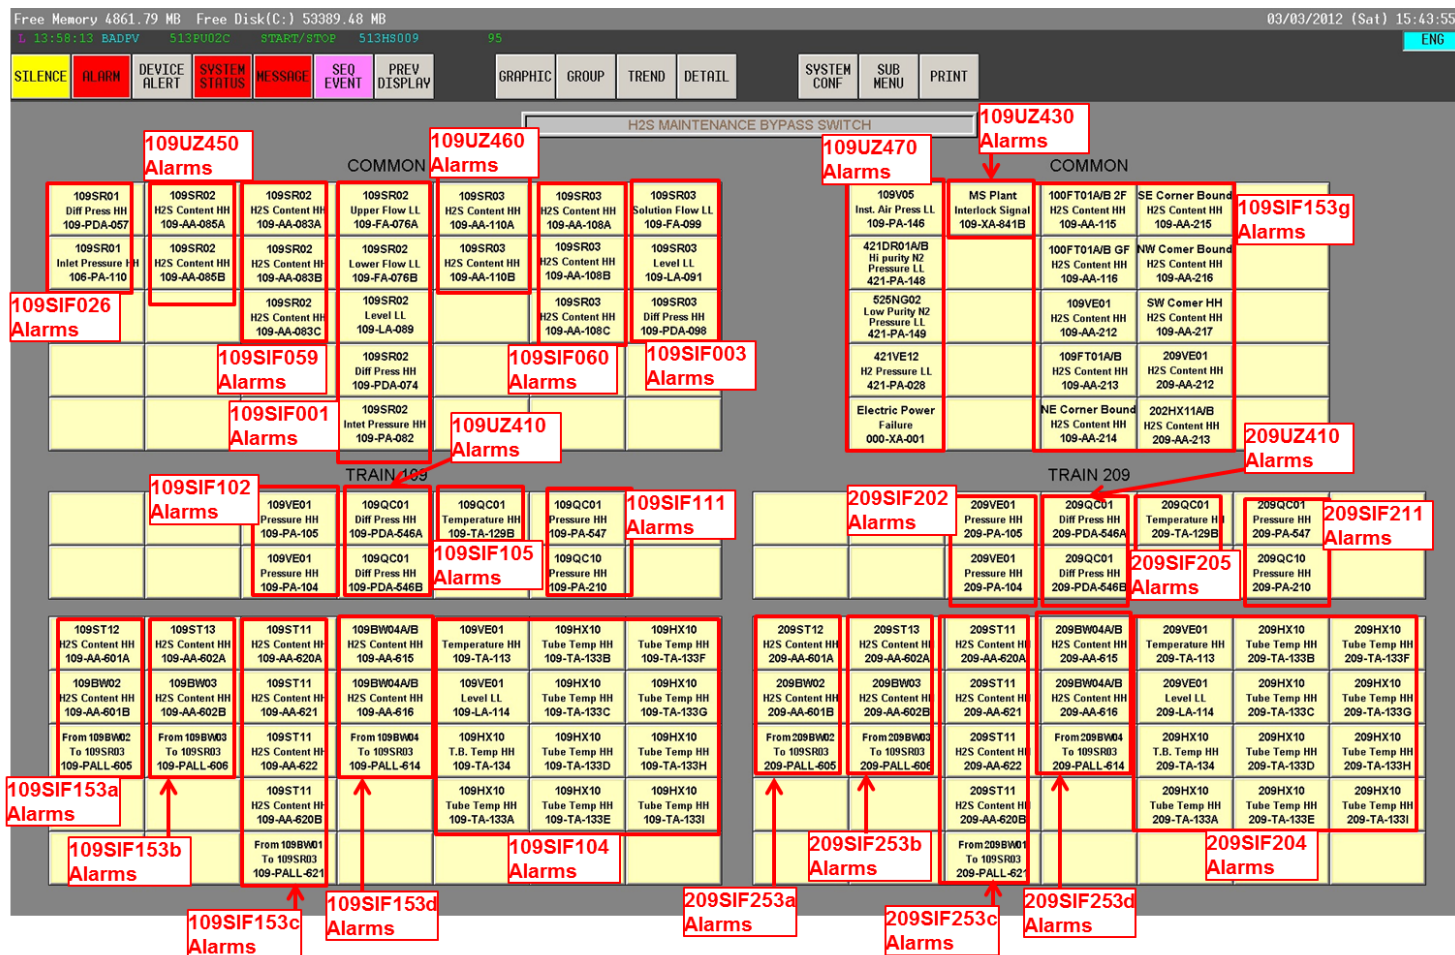 Free Memory 4861.79 MB Free Disk(C:) 53389.48 MB
03/03/2012 (Sat) 15:43:55
L 13:58:13 BADPV 513PU02C START/STOP 513HS009 95
ENG
SILENCE
ALARM
DEVICE
ALERT
SYSTEM
STATUS
MESSAGE
SEQ
EVENT
PREV
DISPLAY
GRAPHIC
GROUP
TREND
DETAIL
SYSTEM
CONF
SUB
MENU
PRINT
H2S MAINTENANCE BYPASS SWITCH
109UZ450
Alarms
109UZ460
Alarms
109UZ470
Alarms
109UZ430
Alarms
COMMON
109SR01
Diff Press HH
109-PDA-057
109SR02
H2S Content HH
109-AA-085A
109SR02
H2S Content HH
109-AA-083A
109SR02
Upper Flow LL
109-FA-076A
109SR03
H2S Content HH
109-AA-110A
109SR03
H2S Content HH
109-AA-108A
109SR03
Solution Flow LL
109-FA-099
109SR01
Inlet Pressure HH
106-PA-110
109SR02
H2S Content HH
109-AA-085B
109SR02
H2S Content HH
109-AA-083B
109SR02
Lower Flow LL
109-FA-076B
109SR03
H2S Content HH
109-AA-110B
109SR03
H2S Content HH
109-AA-108B
109SR03
Level LL
109-LA-091
109SIF026
Alarms
109SR02
H2S Content HH
109-AA-083C
109SR02
Level LL
109-LA-089
109SR03
H2S Content HH
109-AA-108C
109SR03
Diff Press HH
109-PDA-098
109SIF059
Alarms
109SR02
Diff Press HH
109-PDA-074
109SIF060
Alarms
109SIF003
Alarms
109SIF001
Alarms
109SR02
Intet Pressure HH
109-PA-082
109UZ410
Alarms
COMMON
109V05
Inst. Air Press LL
109-PA-146
MS Plant
Interlock Signal
109-XA-841B
100FT01A/B 2F
H2S Content HH
109-AA-115
SE Corner Bound
H2S Content HH
109-AA-215
109SIF153g
Alarms
421DR01A/B
Hi purity N2
Pressure LL
421-PA-148
100FT01A/B GF
H2S Content HH
109-AA-116
NW Comer Bound
H2S Content HH
109-AA-216
525NG02
Low Purity N2
Pressure LL
421-PA-149
109VE01
H2S Content HH
109-AA-212
SW Comer HH
H2S Content HH
109-AA-217
421VE12
H2 Pressure LL
421-PA-028
109FT01A/B
H2S Content HH
109-AA-213
209VE01
H2S Content HH
209-AA-212
Electric Power
Failure
000-XA-001
NE Corner Bound
H2S Content HH
109-AA-214
202HX11A/B
H2S Content HH
209-AA-213
209UZ410
Alarms
TRAIN 109
109SIF102
Alarms
109VE01
Pressure HH
109-PA-105
109QC01
Diff Press HH
109-PDA-546A
109QC01
Temperature HH
109-TA-129B
109QC01
Pressure HH
109-PA-547
109SIF111
Alarms
109VE01
Pressure HH
109-PA-104
109QC01
Diff Press HH
109-PDA-546B
109SIF105
Alarms
109QC10
Pressure HH
109-PA-210
TRAIN 209
209SIF202
Alarms
209VE01
Pressure HH
209-PA-105
209QC01
Diff Press HH
209-PDA-546A
209QC01
Temperature HH
209-TA-129B
209QC01
Pressure HH
209-PA-547
209SIF211
Alarms
209VE01
Pressure HH
209-PA-104
209QC01
Diff Press HH
209-PDA-546B
209SIF205
Alarms
209QC10
Pressure HH
209-PA-210
109ST12
H2S Content HH
109-AA-601A
109ST13
H2S Content HH
109-AA-602A
109ST11
H2S Content HH
109-AA-620A
109BW04A/B
H2S Content HH
109-AA-615
109VE01
Temperature HH
109-TA-113
109HX10
Tube Temp HH
109-TA-133B
109HX10
Tube Temp HH
109-TA-133F
109BW02
H2S Content HH
109-AA-601B
109BW03
H2S Content HH
109-AA-602B
109ST11
H2S Content HH
109-AA-621
109BW04A/B
H2S Content HH
109-AA-616
109VE01
Level LL
109-LA-114
109HX10
Tube Temp HH
109-TA-133C
109HX10
Tube Temp HH
109-TA-133G
From 109BW02
To 109SR03
109-PALL-605
From 109BW03
To 109SR03
109-PALL-606
109ST11
H2S Content HH
109-AA-622
From 109BW04
To 109SR03
109-PALL-614
109HX10
T.B. Temp HH
109-TA-134
109HX10
Tube Temp HH
109-TA-133D
109HX10
Tube Temp HH
109-TA-133H
109SIF153a
Alarms
109ST11
H2S Content HH
109-AA-620B
109HX10
Tube Temp HH
109-TA-133A
109HX10
Tube Temp HH
109-TA-133E
109HX10
Tube Temp HH
109-TA-133I
109SIF153b
Alarms
From 109BW01
To 109SR03
109-PALL-621
109SIF104
Alarms
109SIF153c
Alarms
109SIF153d
Alarms
209ST12
H2S Content HH
209-AA-601A
209ST13
H2S Content HH
209-AA-602A
209ST11
H2S Content HH
209-AA-620A
209BW04A/B
H2S Content HH
209-AA-615
209VE01
Temperature HH
209-TA-113
209HX10
Tube Temp HH
209-TA-133B
209HX10
Tube Temp HH
209-TA-133F
209BW02
H2S Content HH
209-AA-601B
209BW03
H2S Content HH
209-AA-602B
209ST11
H2S Content HH
209-AA-621
209BW04A/B
H2S Content HH
209-AA-616
209VE01
Level LL
209-LA-114
209HX10
Tube Temp HH
209-TA-133C
209HX10
Tube Temp HH
209-TA-133G
From 209BW02
To 109SR03
209-PALL-605
From 209BW03
To 109SR03
209-PALL-606
209ST11
H2S Content HH
209-AA-622
From 209BW04
To 109SR03
209-PALL-614
209HX10
T.B. Temp HH
209-TA-134
209HX10
Tube Temp HH
209-TA-133D
209HX10
Tube Temp HH
209-TA-133H
209ST11
H2S Content HH
209-AA-620B
209HX10
Tube Temp HH
209-TA-133A
209HX10
Tube Temp HH
209-TA-133E
209HX10
Tube Temp HH
209-TA-133I
209SIF253b
Alarms
From 209BW01
To 109SR03
209-PALL-621
209SIF204
Alarms
209SIF253a
Alarms
209SIF253c
Alarms
209SIF253d
Alarms